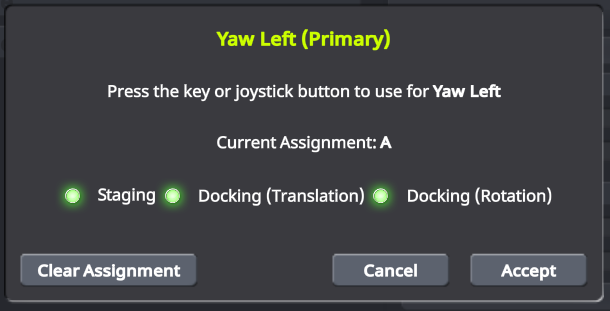 Yaw Left (Primary)
Press the key or joystick button to use for Yaw Left
Current Assignment: A
Staging Docking (Translation) Docking (Rotation)
Clear Assignment Cancel Accept